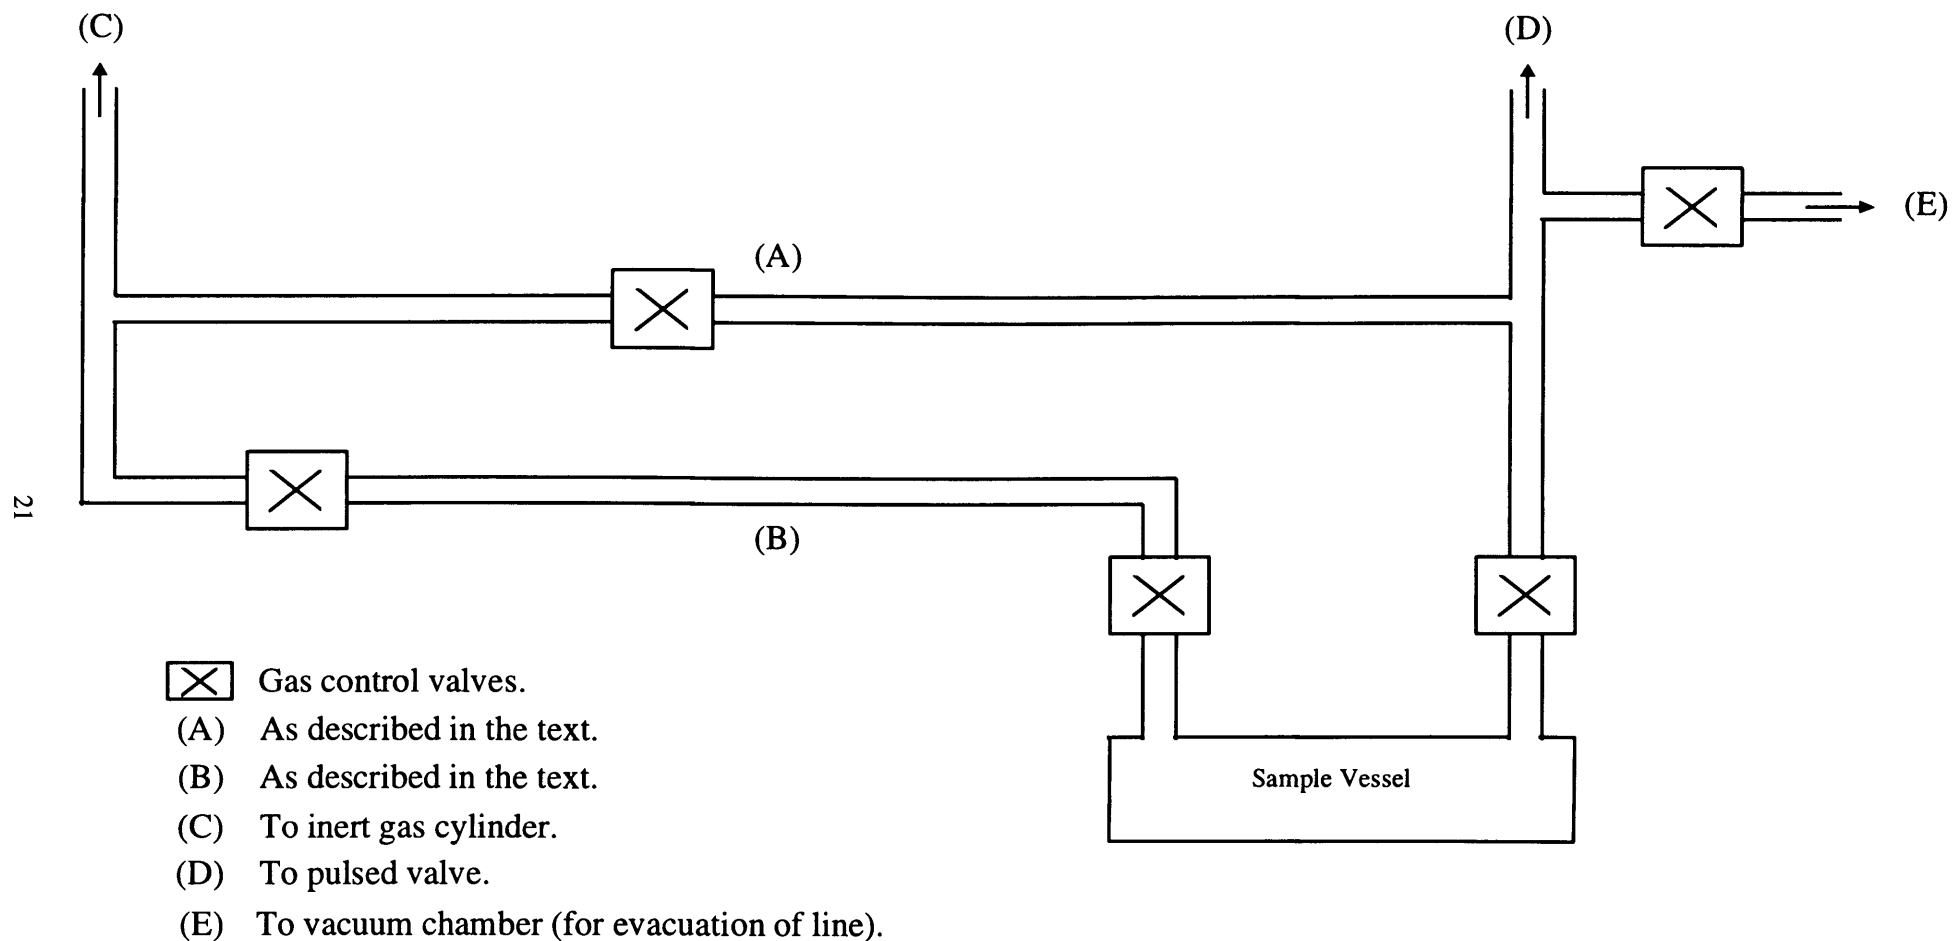 (C)
(D)
(E)
(A)
(B)
21
Gas control valves.
(A) As described in the text.
(B) As described in the text.
(C) To inert gas cylinder.
(D) To pulsed valve.
(E) To vacuum chamber (for evacuation of line).
Sample Vessel